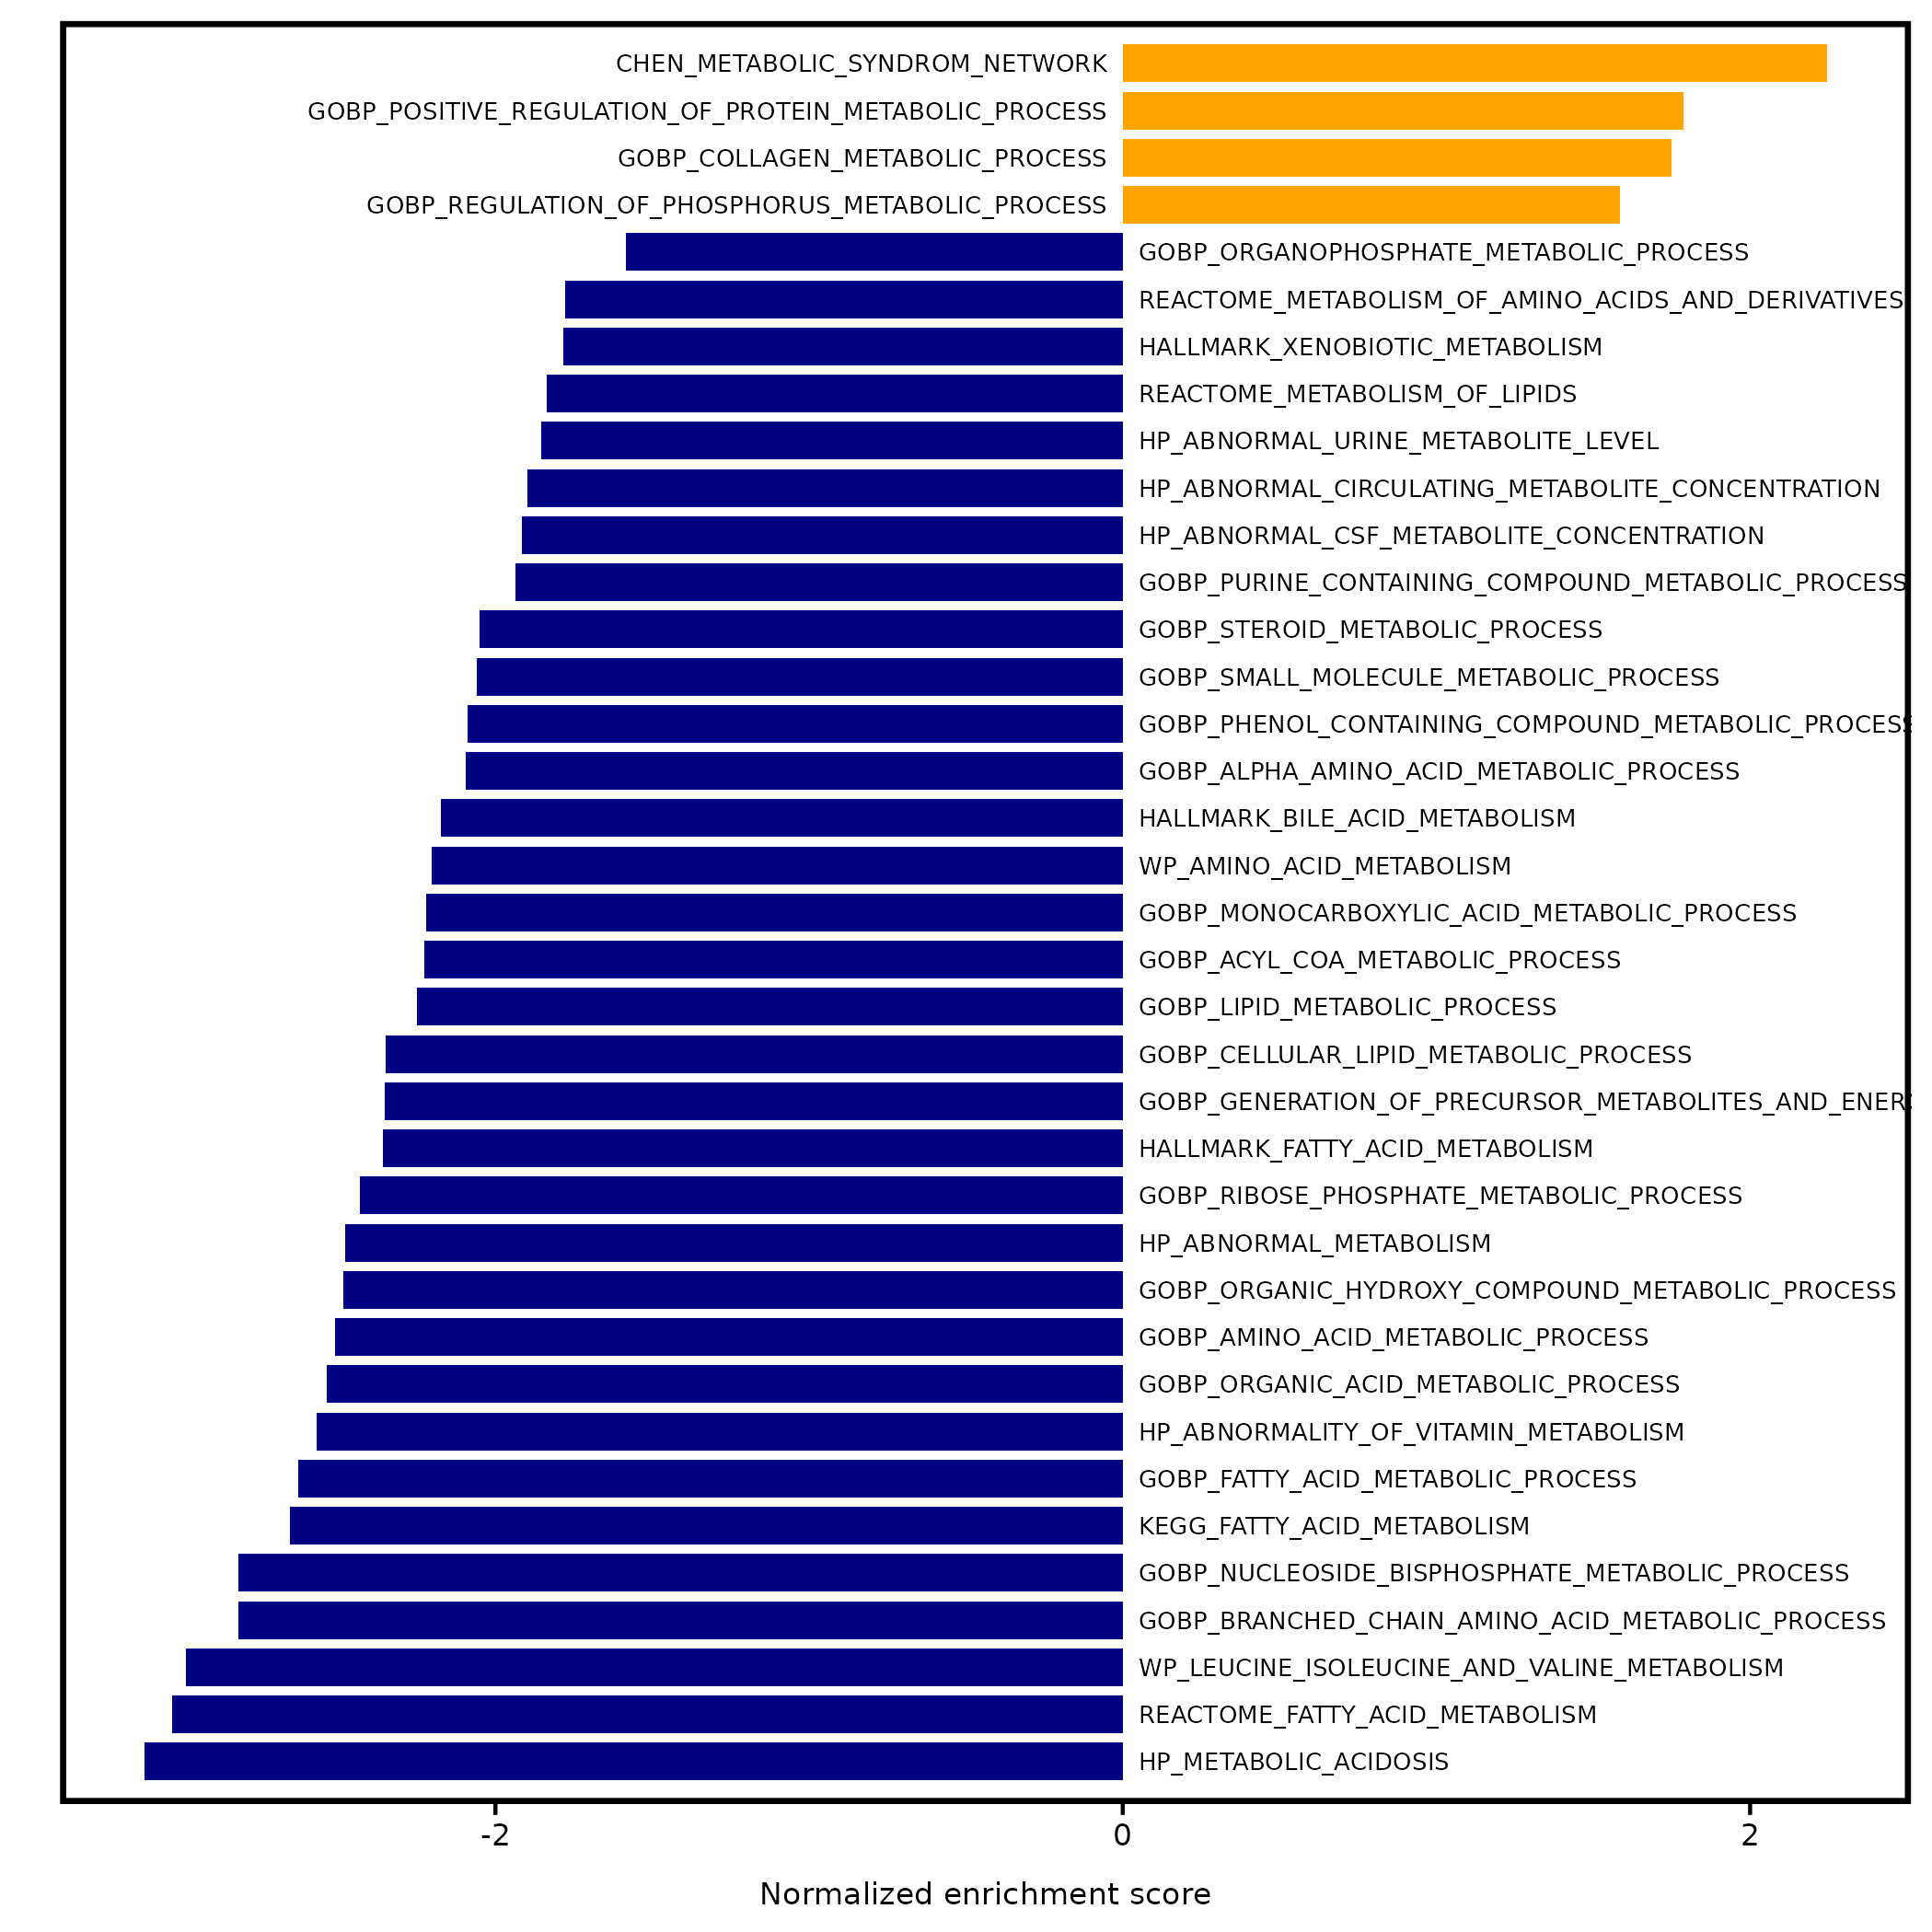 CHEN_METABOLIC_SYNDROM_NETWORK
GOBP_POSITIVE_REGULATION_OF_PROTEIN_METABOLIC_PROCESS
GOBP_COLLAGEN_METABOLIC_PROCESS
GOBP_REGULATION_OF_PHOSPHORUS_METABOLIC_PROCESS
GOBP_ORGANOPHOSPHATE_METABOLIC_PROCESS
REACTOME_METABOLISM_OF_AMINO_ACIDS_AND_DERIVATIVES
HALLMARK_XENOBIOTIC_METABOLISM
REACTOME_METABOLISM_OF_LIPIDS
HP_ABNORMAL_URINE_METABOLITE_LEVEL
HP_ABNORMAL_CIRCULATING_METABOLITE_CONCENTRATION
HP_ABNORMAL_CSF_METABOLITE_CONCENTRATION
GOBP_PURINE_CONTAINING_COMPOUND_METABOLIC_PROCESS
GOBP_STEROID_METABOLIC_PROCESS
GOBP_SMALL_MOLECULE_METABOLIC_PROCESS
GOBP_PHENOL_CONTAINING_COMPOUND_METABOLIC_PROCESS
GOBP_ALPHA_AMINO_ACID_METABOLIC_PROCESS
HALLMARK_BILE_ACID_METABOLISM
WP_AMINO_ACID_METABOLISM
GOBP_MONOCARBOXYLIC_ACID_METABOLIC_PROCESS
GOBP_ACYL_COA_METABOLIC_PROCESS
GOBP_LIPID_METABOLIC_PROCESS
GOBP_CELLULAR_LIPID_METABOLIC_PROCESS
GOBP_GENERATION_OF_PRECURSOR_METABOLITES_AND_ENER
HALLMARK_FATTY_ACID_METABOLISM
GOBP_RIBOSE_PHOSPHATE_METABOLIC_PROCESS
HP_ABNORMAL_METABOLISM
GOBP_ORGANIC_HYDROXY_COMPOUND_METABOLIC_PROCESS
GOBP_AMINO_ACID_METABOLIC_PROCESS
GOBP_ORGANIC_ACID_METABOLIC_PROCESS
HP_ABNORMALITY_OF_VITAMIN_METABOLISM
GOBP_FATTY_ACID_METABOLIC_PROCESS
KEGG_FATTY_ACID_METABOLISM
GOBP_NUCLEOSIDE_BISPHOSPHATE_METABOLIC_PROCESS
GOBP_BRANCHED_CHAIN_AMINO_ACID_METABOLIC_PROCESS
WP_LEUCINE_ISOLEUCINE_AND_VALINE_METABOLISM
REACTOME_FATTY_ACID_METABOLISM
HP_METABOLIC_ACIDOSIS
-2 0 2
Normalized enrichment score